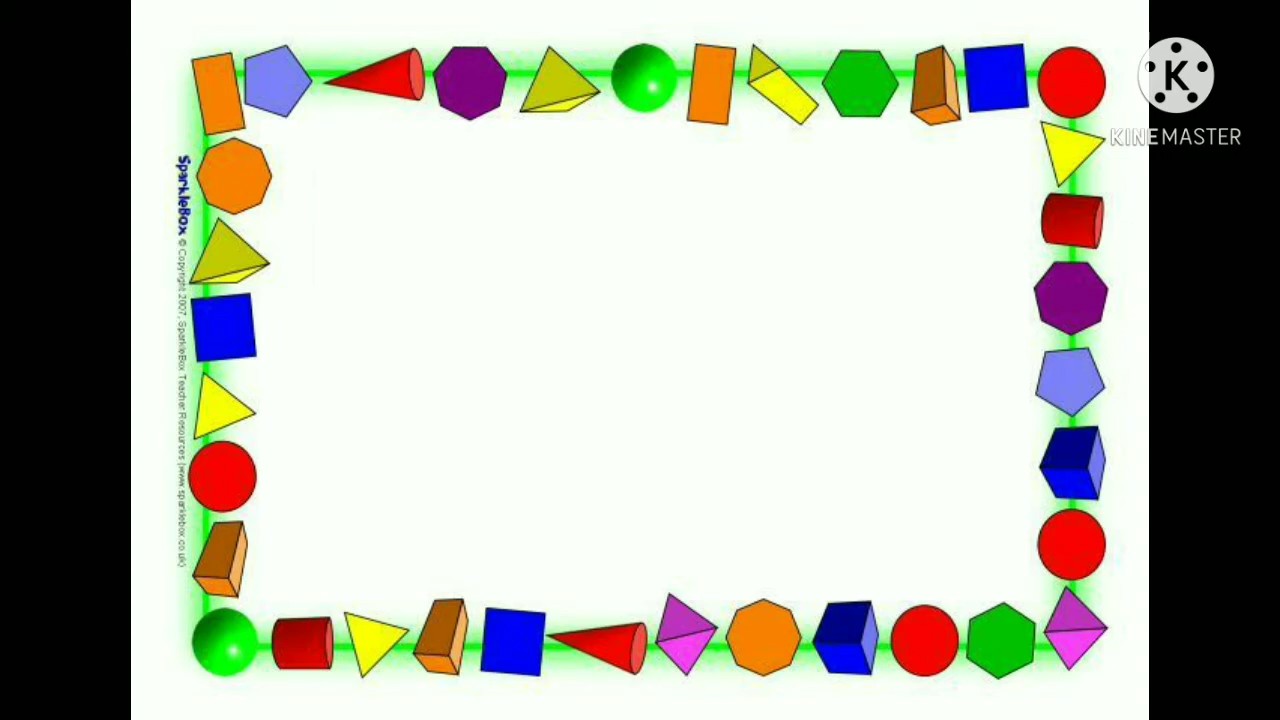 K
KINEMASTER
SparkleBox © Copyright 2007, SparkleBox Teacher Resources (www.sparklebox.co.uk)